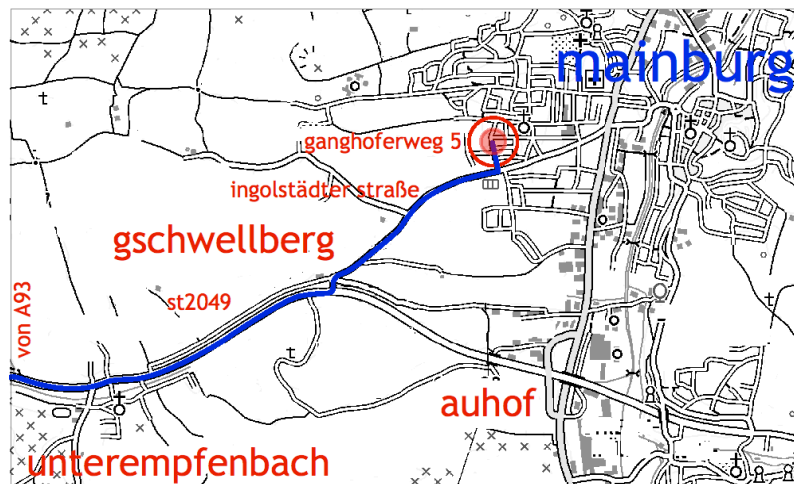 mainburg
ganghoferweg 5
ingolstädter straße
gschwellberg
st2049
von A93
auhof
unterempfenbach